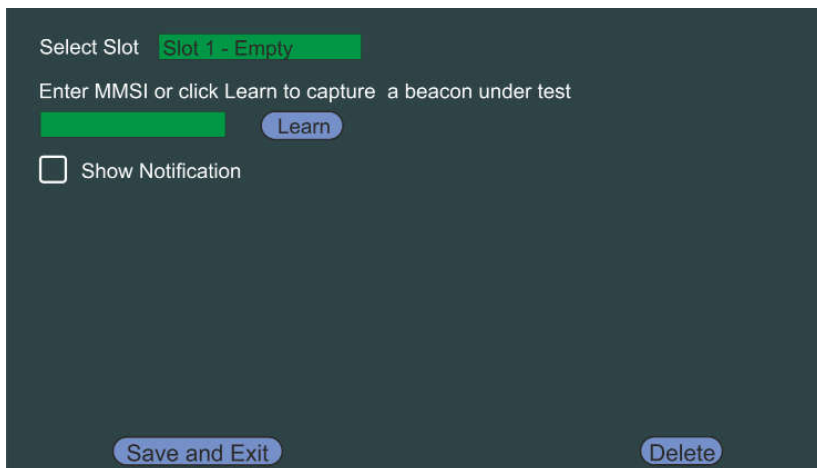 Select Slot Slot 1 - Empty
Enter MMSI or click Learn to capture a beacon under test
Learn
Show Notification
Save and Exit Delete